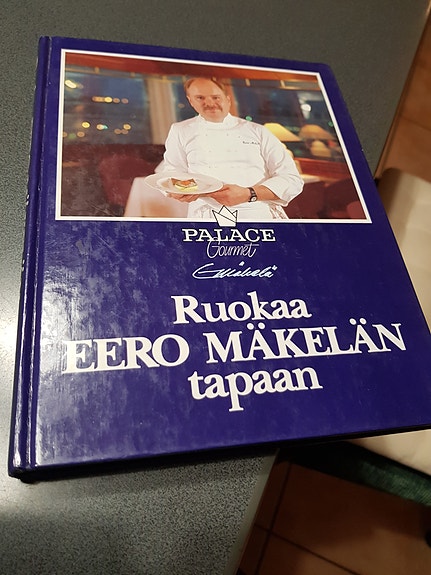 PALACE
Gourmet
Ruokaa
EERO MÄKELÄN
tapaan